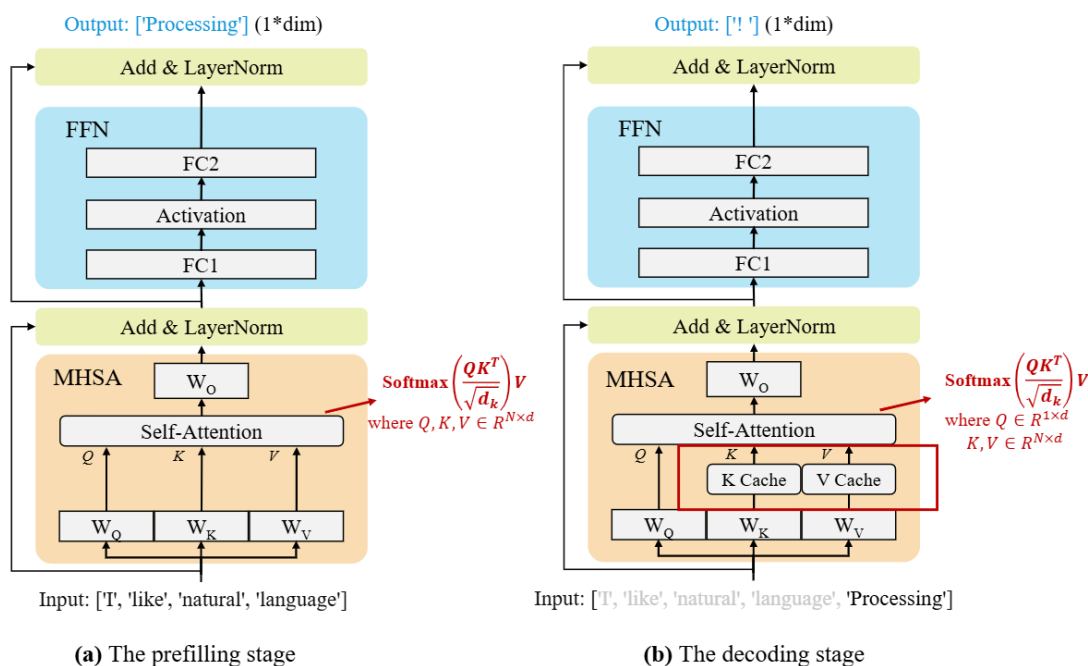 Output: ['Processing'] (1*dim)
Add & LayerNorm
FFN
FC2
Activation
FC1
Add & LayerNorm
MHSA
W_O
Softmax(QK^T/√d_k)V
where Q, K, V ∈ R^{N×d}
Self-Attention
Q K V
W_Q W_K W_V
Input: ['I', 'like', 'natural', 'language']
(a) The prefilling stage
Output: ['! '] (1*dim)
Add & LayerNorm
FFN
FC2
Activation
FC1
Add & LayerNorm
MHSA
W_O
Softmax(QK^T/√d_k)V
where Q ∈ R^{1×d}
K, V ∈ R^{N×d}
Self-Attention
Q K V
K Cache V Cache
W_Q W_K W_V
Input: ['I', 'like', 'natural', 'language', 'Processing']
(b) The decoding stage